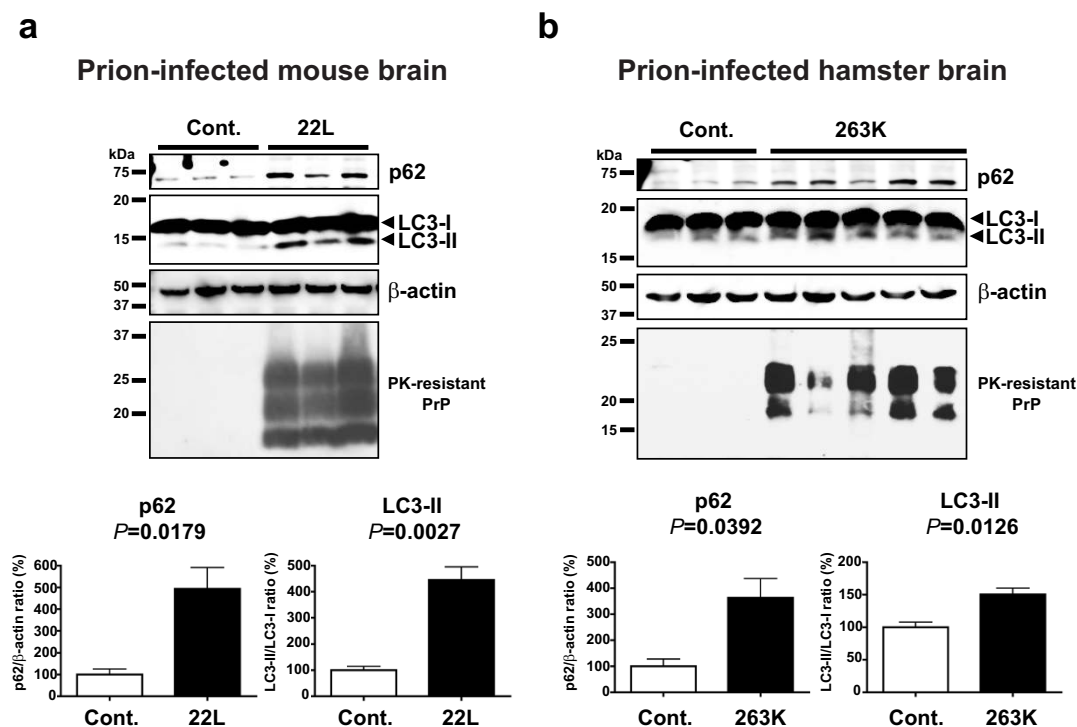 a
Prion-infected mouse brain
Cont. 22L
kDa
75
p62
20
LC3-I
15
LC3-II
50
β-actin
37
37
25
PK-resistant
PrP
20
p62
P=0.0179
p62/β-actin ratio (%)
600
500
400
300
200
100
0
Cont. 22L
LC3-II
P=0.0027
LC3-II/LC3-I ratio (%)
500
400
300
200
100
0
Cont. 22L
b
Prion-infected hamster brain
Cont. 263K
kDa
75
p62
20
LC3-I
LC3-II
15
50
β-actin
37
25
PK-resistant
PrP
20
15
p62
P=0.0392
p62/β-actin ratio (%)
500
400
300
200
100
0
Cont. 263K
LC3-II
P=0.0126
LC3-II/LC3-I ratio (%)
200
150
100
50
0
Cont. 263K